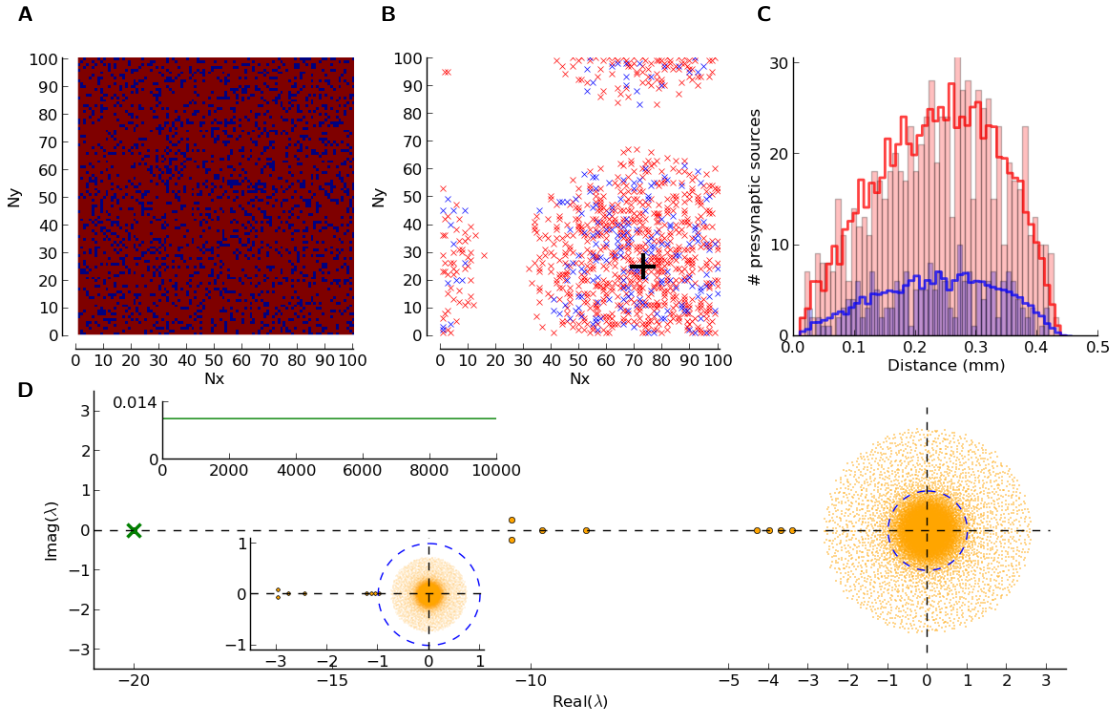 A
100
90
80
70
60
50
40
30
20
10
0
Ny
0 10 20 30 40 50 60 70 80 90 100
Nx
B
100
90
80
70
60
50
40
30
20
10
0
Ny
0 10 20 30 40 50 60 70 80 90 100
Nx
C
30
20
10
0
# presynaptic sources
0.0 0.1 0.2 0.3 0.4 0.5
Distance (mm)
D
3
2
1
0
−1
−2
−3
Imag(λ)
−20 −15 −10 −5 −4 −3 −2 −1 0 1 2 3
Real(λ)
0.014
0
0 2000 4000 6000 8000 10000
1
0
−1
−3 −2 −1 0 1